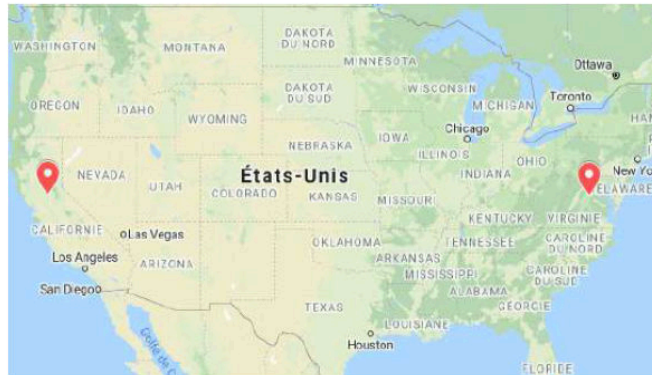 WASHINGTON
MONTANA
DAKOTA
DU NORD
MINNESOTA
Ottawa
OREGON
IDAHO
WYOMING
DAKOTA
DU SUD
WISCONSIN
MICHIGAN
Toronto
NEBRASKA
IOWA
Chicago
ILLINOIS
INDIANA
OHIO
New Yo
NEVADA
UTAH
COLORADO
États-Unis
KANSAS
MISSOURI
DELAWARE
VIRGINIE
KENTUCKY
CALIFORNIE
Las Vegas
OKLAHOMA
TENNESSEE
CAROLINE
DU NORD
Los Angeles
ARIZONA
ARKANSAS
MISSISSIPPI
CAROLINE
DU SUD
San Diego
ALABAMA
GEORGIE
TEXAS
LOUISIANE
Houston
Golfe de C
FLORIDE